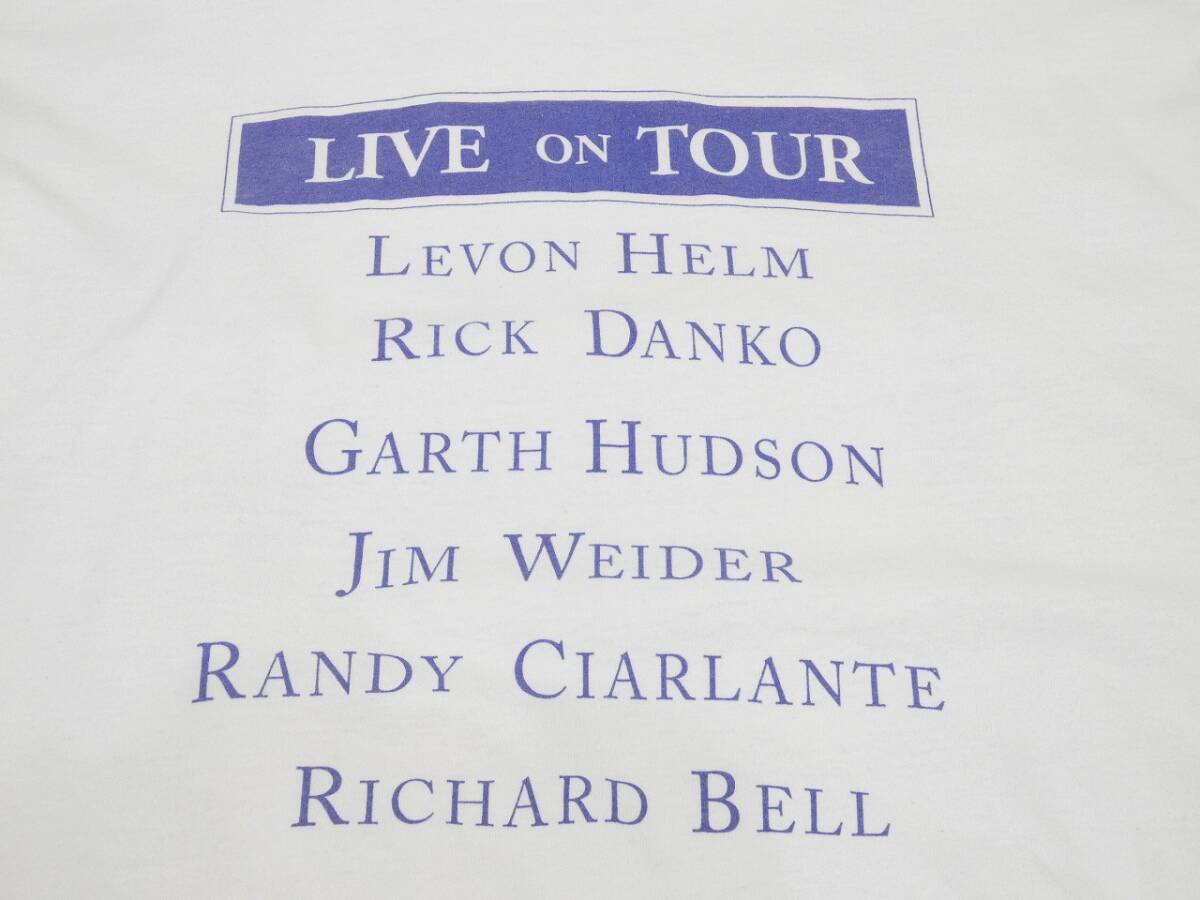 LIVE ON TOUR
LEVON HELM
RICK DANKO
GARTH HUDSON
JIM WEIDER
RANDY CIARLANTE
RICHARD BELL